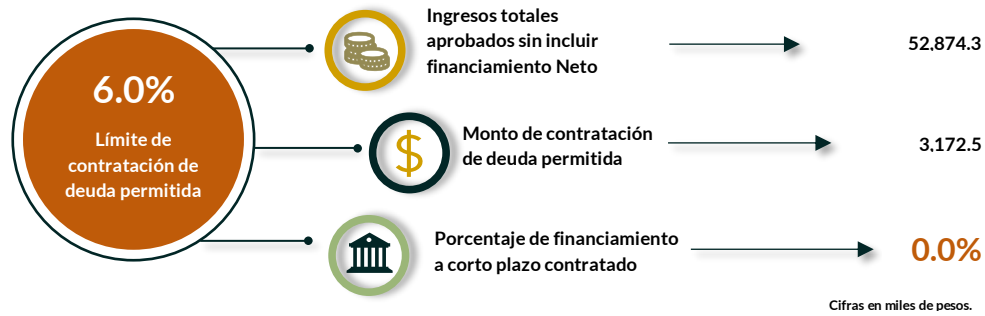 6.0%
Límite de
contratación de
deuda permitida
Ingresos totales
aprobados sin incluir
financiamiento Neto
52,874.3
$
Monto de contratación
de deuda permitida
3,172.5
Porcentaje de financiamiento
a corto plazo contratado
0.0%
Cifras en miles de pesos.